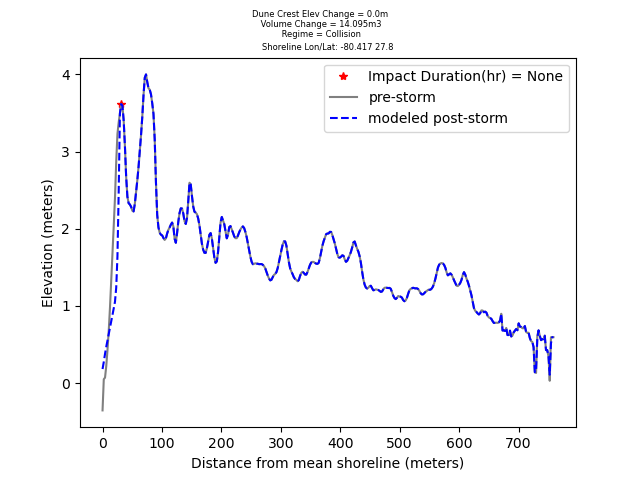 Dune Crest Elev Change = 0.0m
Volume Change = 14.095m3
Regime = Collision
Shoreline Lon/Lat: -80.417 27.8
Impact Duration(hr) = None
pre-storm
modeled post-storm
Elevation (meters)
4
3
2
1
0
0 100 200 300 400 500 600 700
Distance from mean shoreline (meters)